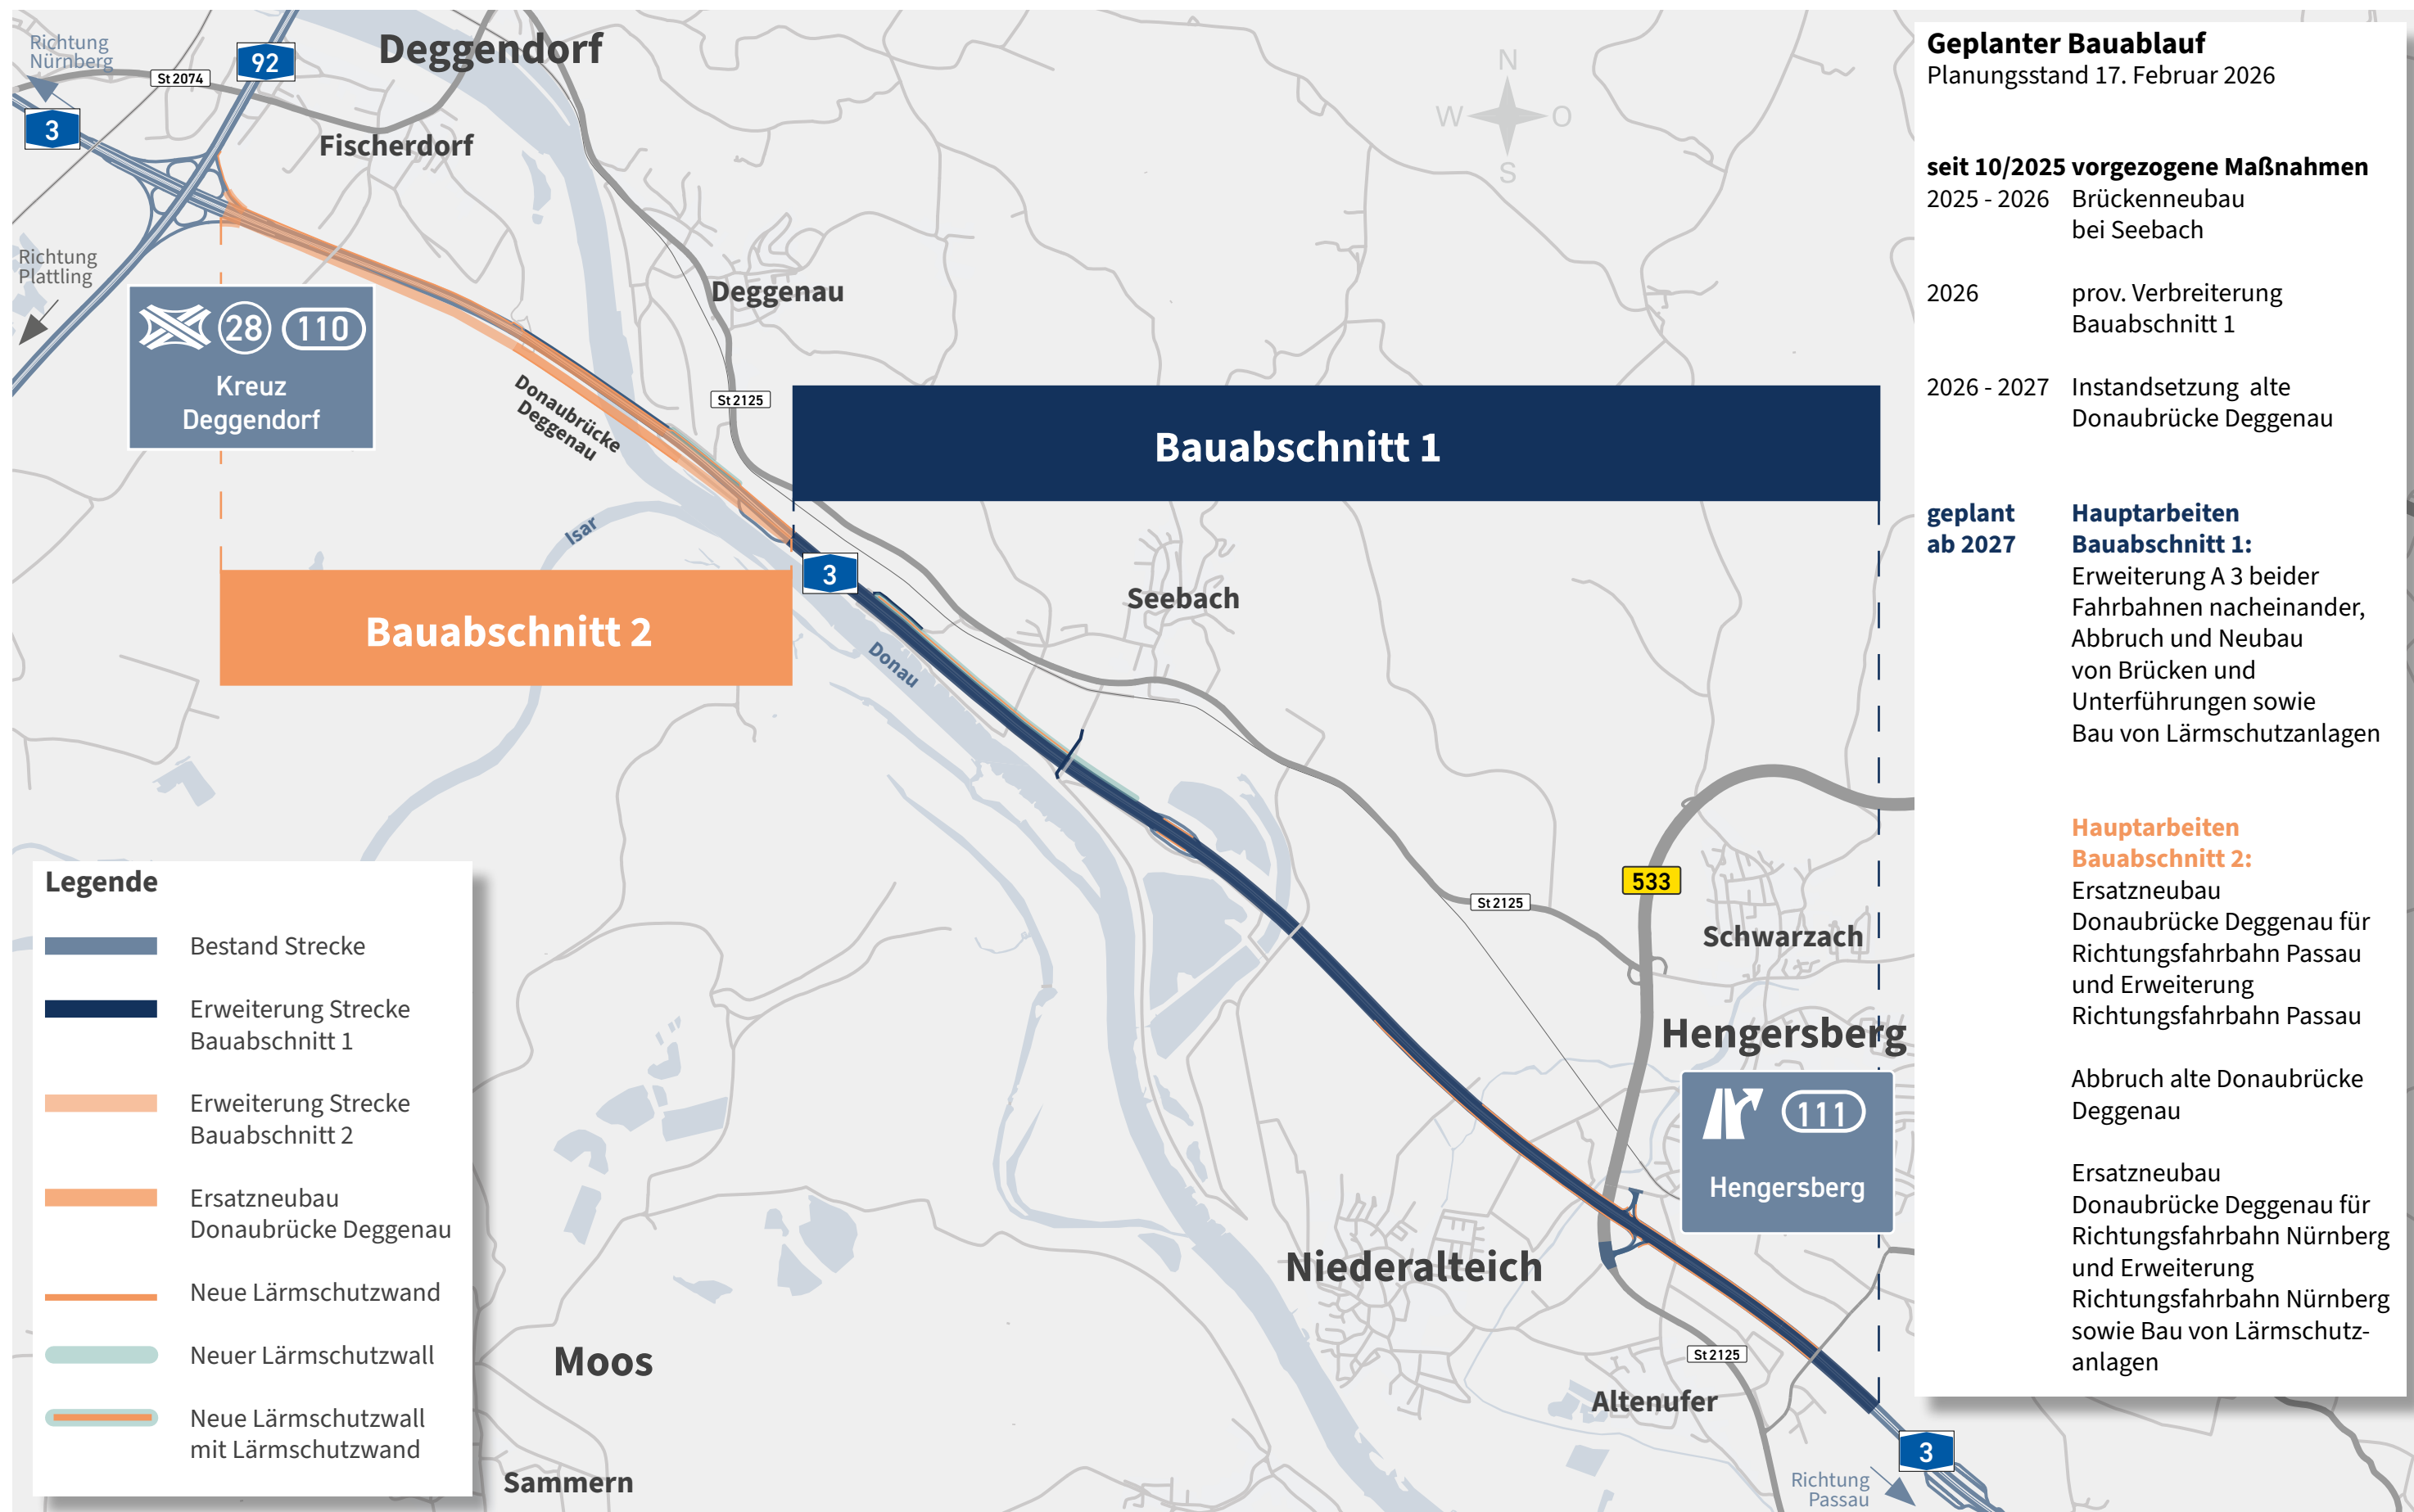 Richtung
Nürnberg
92
Deggendorf
St 2074
3
Fischerdorf
N
W
O
S
Richtung
Plattling
28
110
Kreuz
Deggendorf
Deggenau
Donaubrücke
Deggenau
St 2125
Bauabschnitt 1
Isar
3
Bauabschnitt 2
Seebach
Donau
533
St 2125
Schwarzach
Hengersberg
111
Hengersberg
Niederalteich
St 2125
Altenufer
Moos
Sammern
3
Richtung
Passau
Legende
Bestand Strecke
Erweiterung Strecke
Bauabschnitt 1
Erweiterung Strecke
Bauabschnitt 2
Ersatzneubau
Donaubrücke Deggenau
Neue Lärmschutzwand
Neuer Lärmschutzwall
Neue Lärmschutzwall
mit Lärmschutzwand
Geplanter Bauablauf
Planungsstand 17. Februar 2026
seit 10/2025 vorgezogene Maßnahmen
2025 - 2026 Brückenneubau
bei Seebach
2026 prov. Verbreiterung
Bauabschnitt 1
2026 - 2027 Instandsetzung alte
Donaubrücke Deggenau
geplant Hauptarbeiten
ab 2027 Bauabschnitt 1:
Erweiterung A 3 beider
Fahrbahnen nacheinander,
Abbruch und Neubau
von Brücken und
Unterführungen sowie
Bau von Lärmschutzanlagen
Hauptarbeiten
Bauabschnitt 2:
Ersatzneubau
Donaubrücke Deggenau für
Richtungsfahrbahn Passau
und Erweiterung
Richtungsfahrbahn Passau
Abbruch alte Donaubrücke
Deggenau
Ersatzneubau
Donaubrücke Deggenau für
Richtungsfahrbahn Nürnberg
und Erweiterung
Richtungsfahrbahn Nürnberg
sowie Bau von Lärmschutz-
anlagen